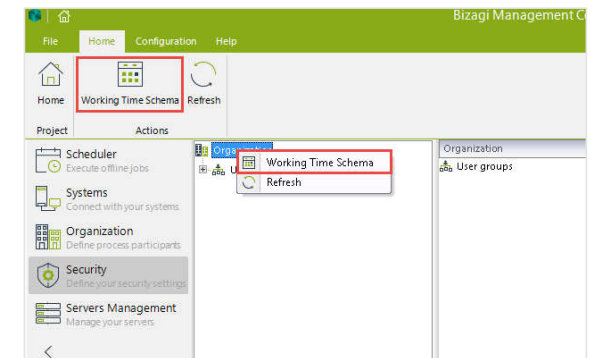 Bizagi Management C
File Home Configuration Help
Home Working Time Schema Refresh
Project Actions
Scheduler
Execute offline jobs
Systems
Connect with your systems
Organization
Define process participants
Security
Define your security settings
Servers Management
Manage your servers
Organization
U
Working Time Schema
Refresh
Organization
User groups